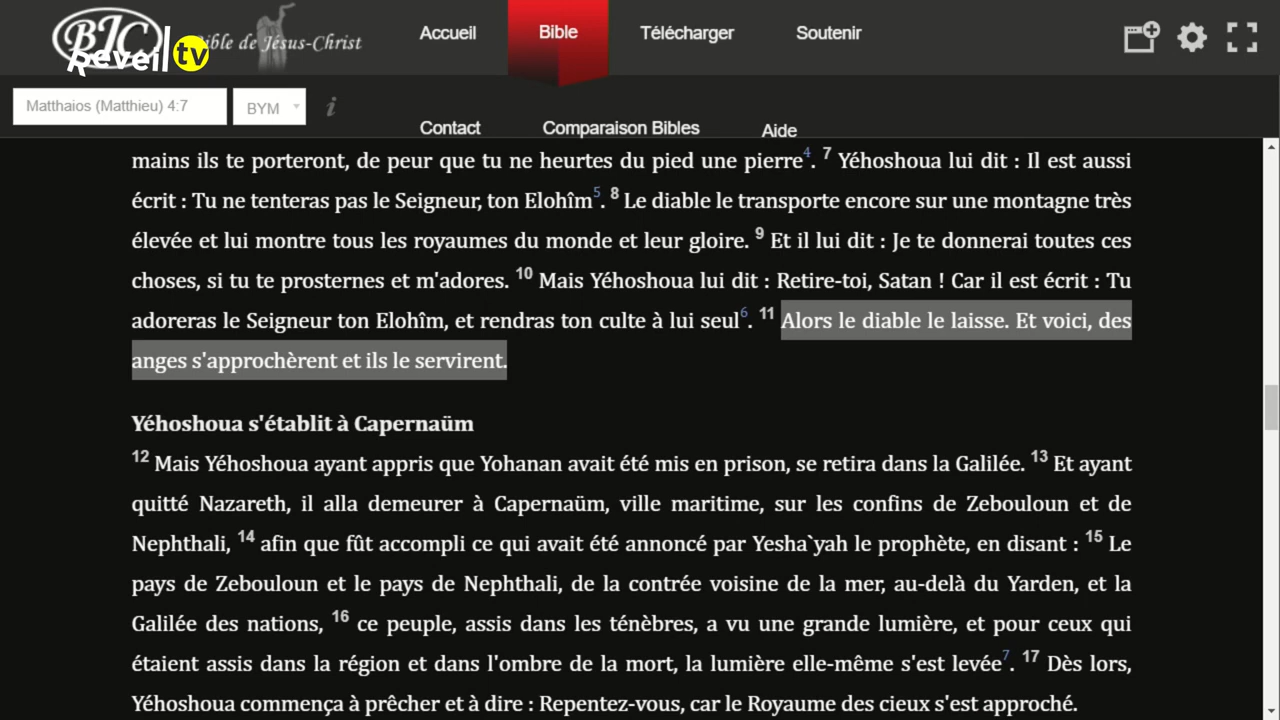 BJC
Bible de Jésus-Christ
Réveil tv
Accueil
Bible
Télécharger
Soutenir
Matthaios (Matthieu) 4:7
BYM
i
Contact
Comparaison Bibles
Aide
mains ils te porteront, de peur que tu ne heurtes du pied une pierre4. 7 Yéhoshoua lui dit : Il est aussi
écrit : Tu ne tenteras pas le Seigneur, ton Elohîm5. 8 Le diable le transporte encore sur une montagne très
élevée et lui montre tous les royaumes du monde et leur gloire. 9 Et il lui dit : Je te donnerai toutes ces
choses, si tu te prosternes et m'adores. 10 Mais Yéhoshoua lui dit : Retire-toi, Satan ! Car il est écrit : Tu
adoreras le Seigneur ton Elohîm, et rendras ton culte à lui seul6. 11 Alors le diable le laisse. Et voici, des
anges s'approchèrent et ils le servirent.
Yéhoshoua s'établit à Capernaüm
12 Mais Yéhoshoua ayant appris que Yohanan avait été mis en prison, se retira dans la Galilée. 13 Et ayant
quitté Nazareth, il alla demeurer à Capernaüm, ville maritime, sur les confins de Zebouloun et de
Nephthali, 14 afin que fût accompli ce qui avait été annoncé par Yesha`yah le prophète, en disant : 15 Le
pays de Zebouloun et le pays de Nephthali, de la contrée voisine de la mer, au-delà du Yarden, et la
Galilée des nations, 16 ce peuple, assis dans les ténèbres, a vu une grande lumière, et pour ceux qui
étaient assis dans la région et dans l'ombre de la mort, la lumière elle-même s'est levée7. 17 Dès lors,
Yéhoshoua commença à prêcher et à dire : Repentez-vous, car le Royaume des cieux s'est approché.